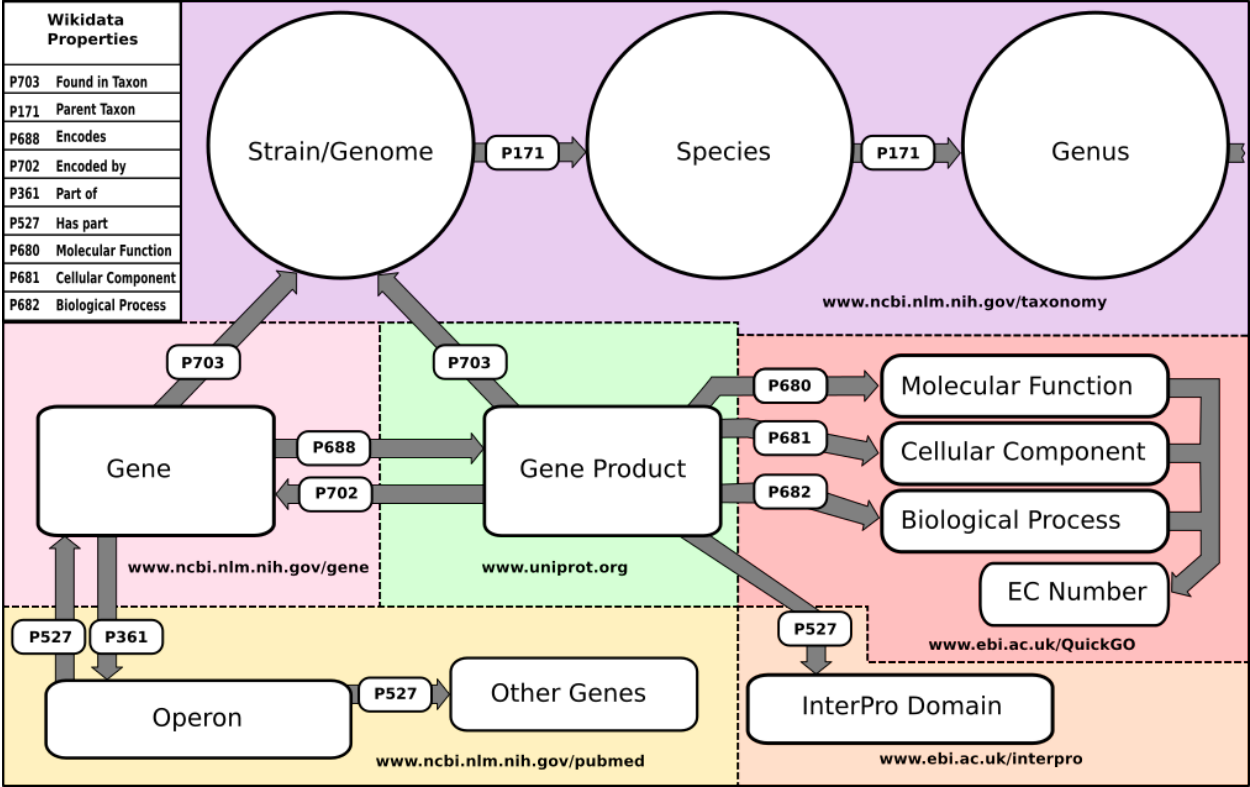 Wikidata
Properties
P703 Found in Taxon
P171 Parent Taxon
P688 Encodes
P702 Encoded by
P361 Part of
P527 Has part
P680 Molecular Function
P681 Cellular Component
P682 Biological Process
Strain/Genome
P171
Species
P171
Genus
www.ncbi.nlm.nih.gov/taxonomy
P703
P703
Gene
P688
P702
Gene Product
P680
P681
P682
Molecular Function
Cellular Component
Biological Process
EC Number
www.ncbi.nlm.nih.gov/gene
www.uniprot.org
www.ebi.ac.uk/QuickGO
P527
P361
P527
Operon
P527
Other Genes
InterPro Domain
www.ncbi.nlm.nih.gov/pubmed
www.ebi.ac.uk/interpro